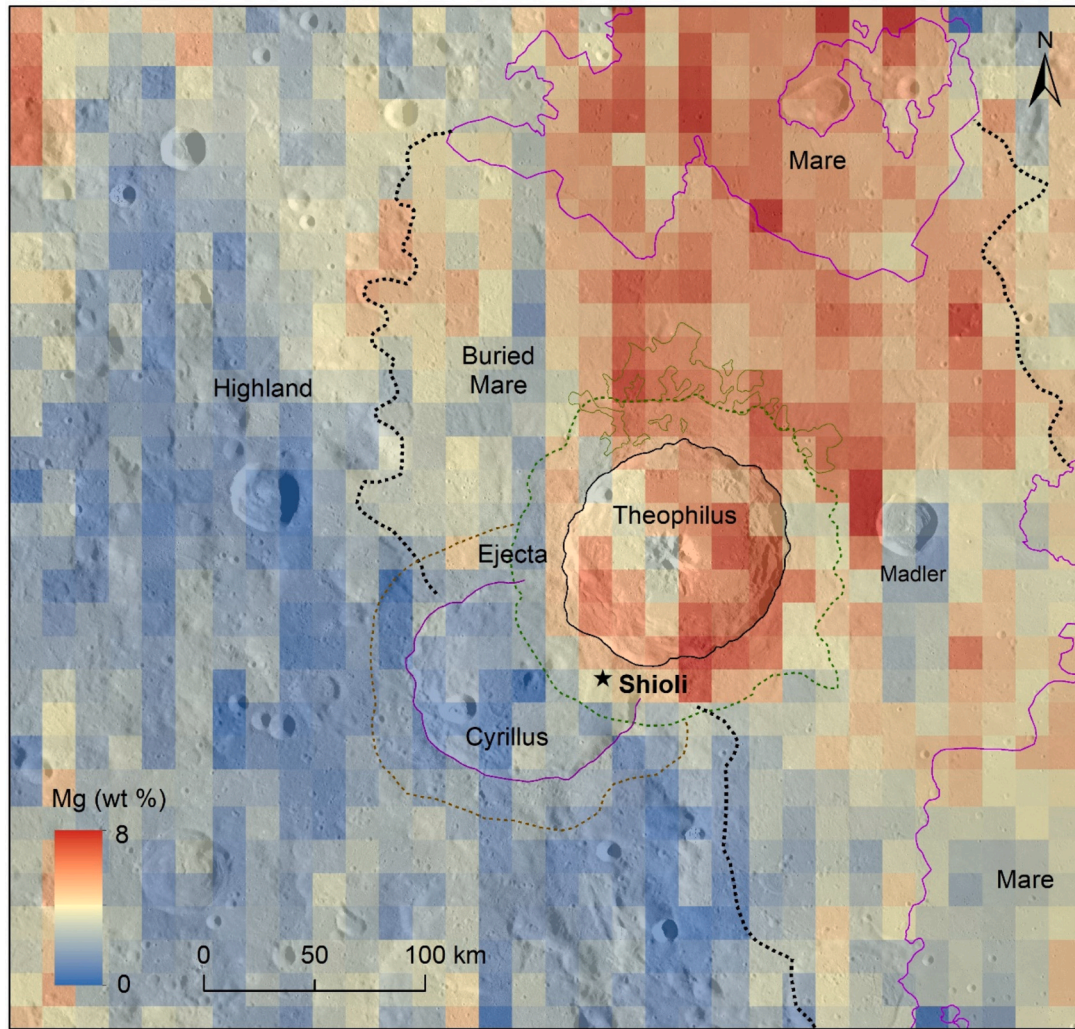 N
Mare
Buried
Mare
Highland
Theophilus
Ejecta
Madler
★ Shioli
Cyrillus
Mg (wt %)
8
0
0 50 100 km
Mare